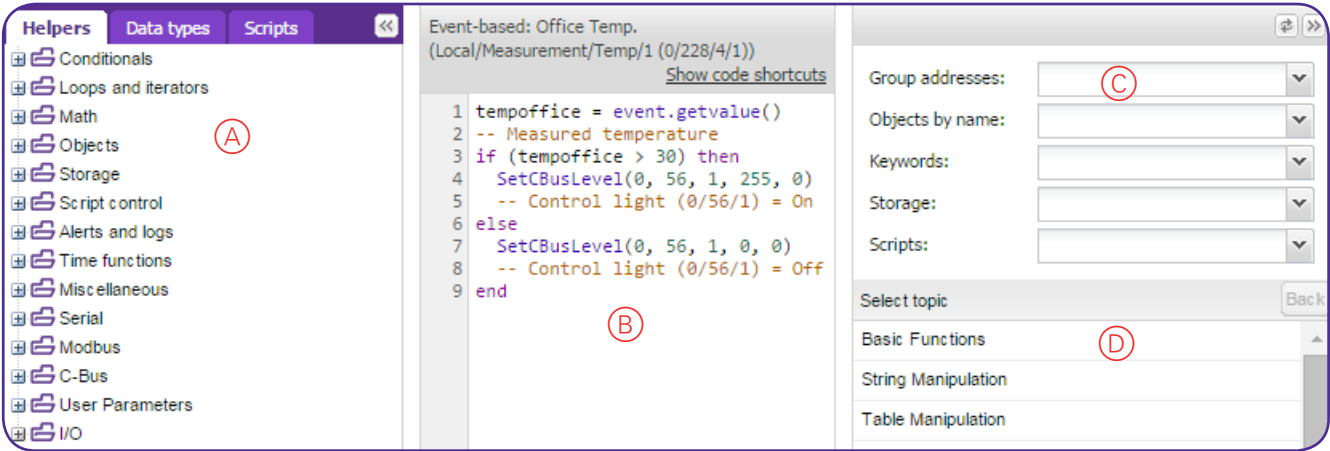 Helpers
Data types
Scripts
Conditionals
Loops and iterators
Math
Objects
Storage
Script control
Alerts and logs
Time functions
Miscellaneous
Serial
Modbus
C-Bus
User Parameters
I/O
A
Event-based: Office Temp.
(Local/Measurement/Temp/1 (0/228/4/1))
Show code shortcuts
1 tempoffice = event.getvalue()
2 -- Measured temperature
3 if (tempoffice > 30) then
4 SetCBusLevel(0, 56, 1, 255, 0)
5 -- Control light (0/56/1) = On
6 else
7 SetCBusLevel(0, 56, 1, 0, 0)
8 -- Control light (0/56/1) = Off
9 end
B
Group addresses:
C
Objects by name:
Keywords:
Storage:
Scripts:
Select topic
Back
Basic Functions
D
String Manipulation
Table Manipulation